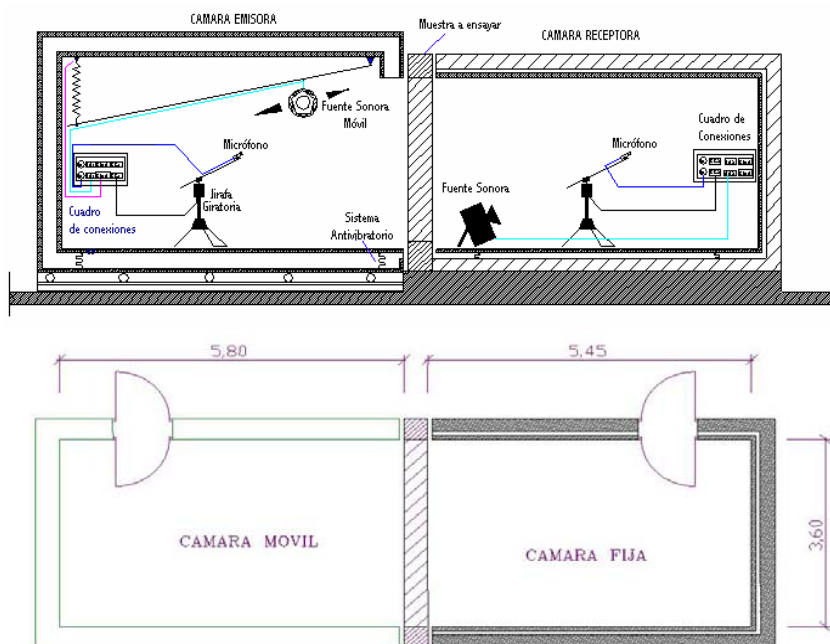 CAMARA EMISORA
Muestra a ensayar
CAMARA RECEPTORA
Fuente Sonora
Móvil
Micrófono
Jirafa
Giratoria
Cuadro
de conexiones
Sistema
Antivibratorio
Micrófono
Cuadro de
Conexiones
Fuente Sonora
5,80
5,45
CAMARA MOVIL
CAMARA FIJA
3,60